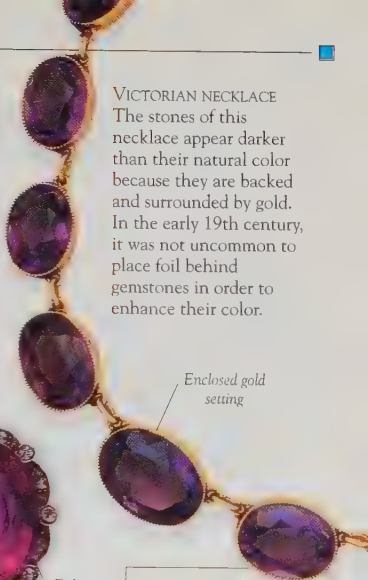 VICTORIAN NECKLACE
The stones of this
necklace appear darker
than their natural color
because they are backed
and surrounded by gold.
In the early 19th century,
it was not uncommon to
place foil behind
gemstones in order to
enhance their color.
Enclosed gold
setting